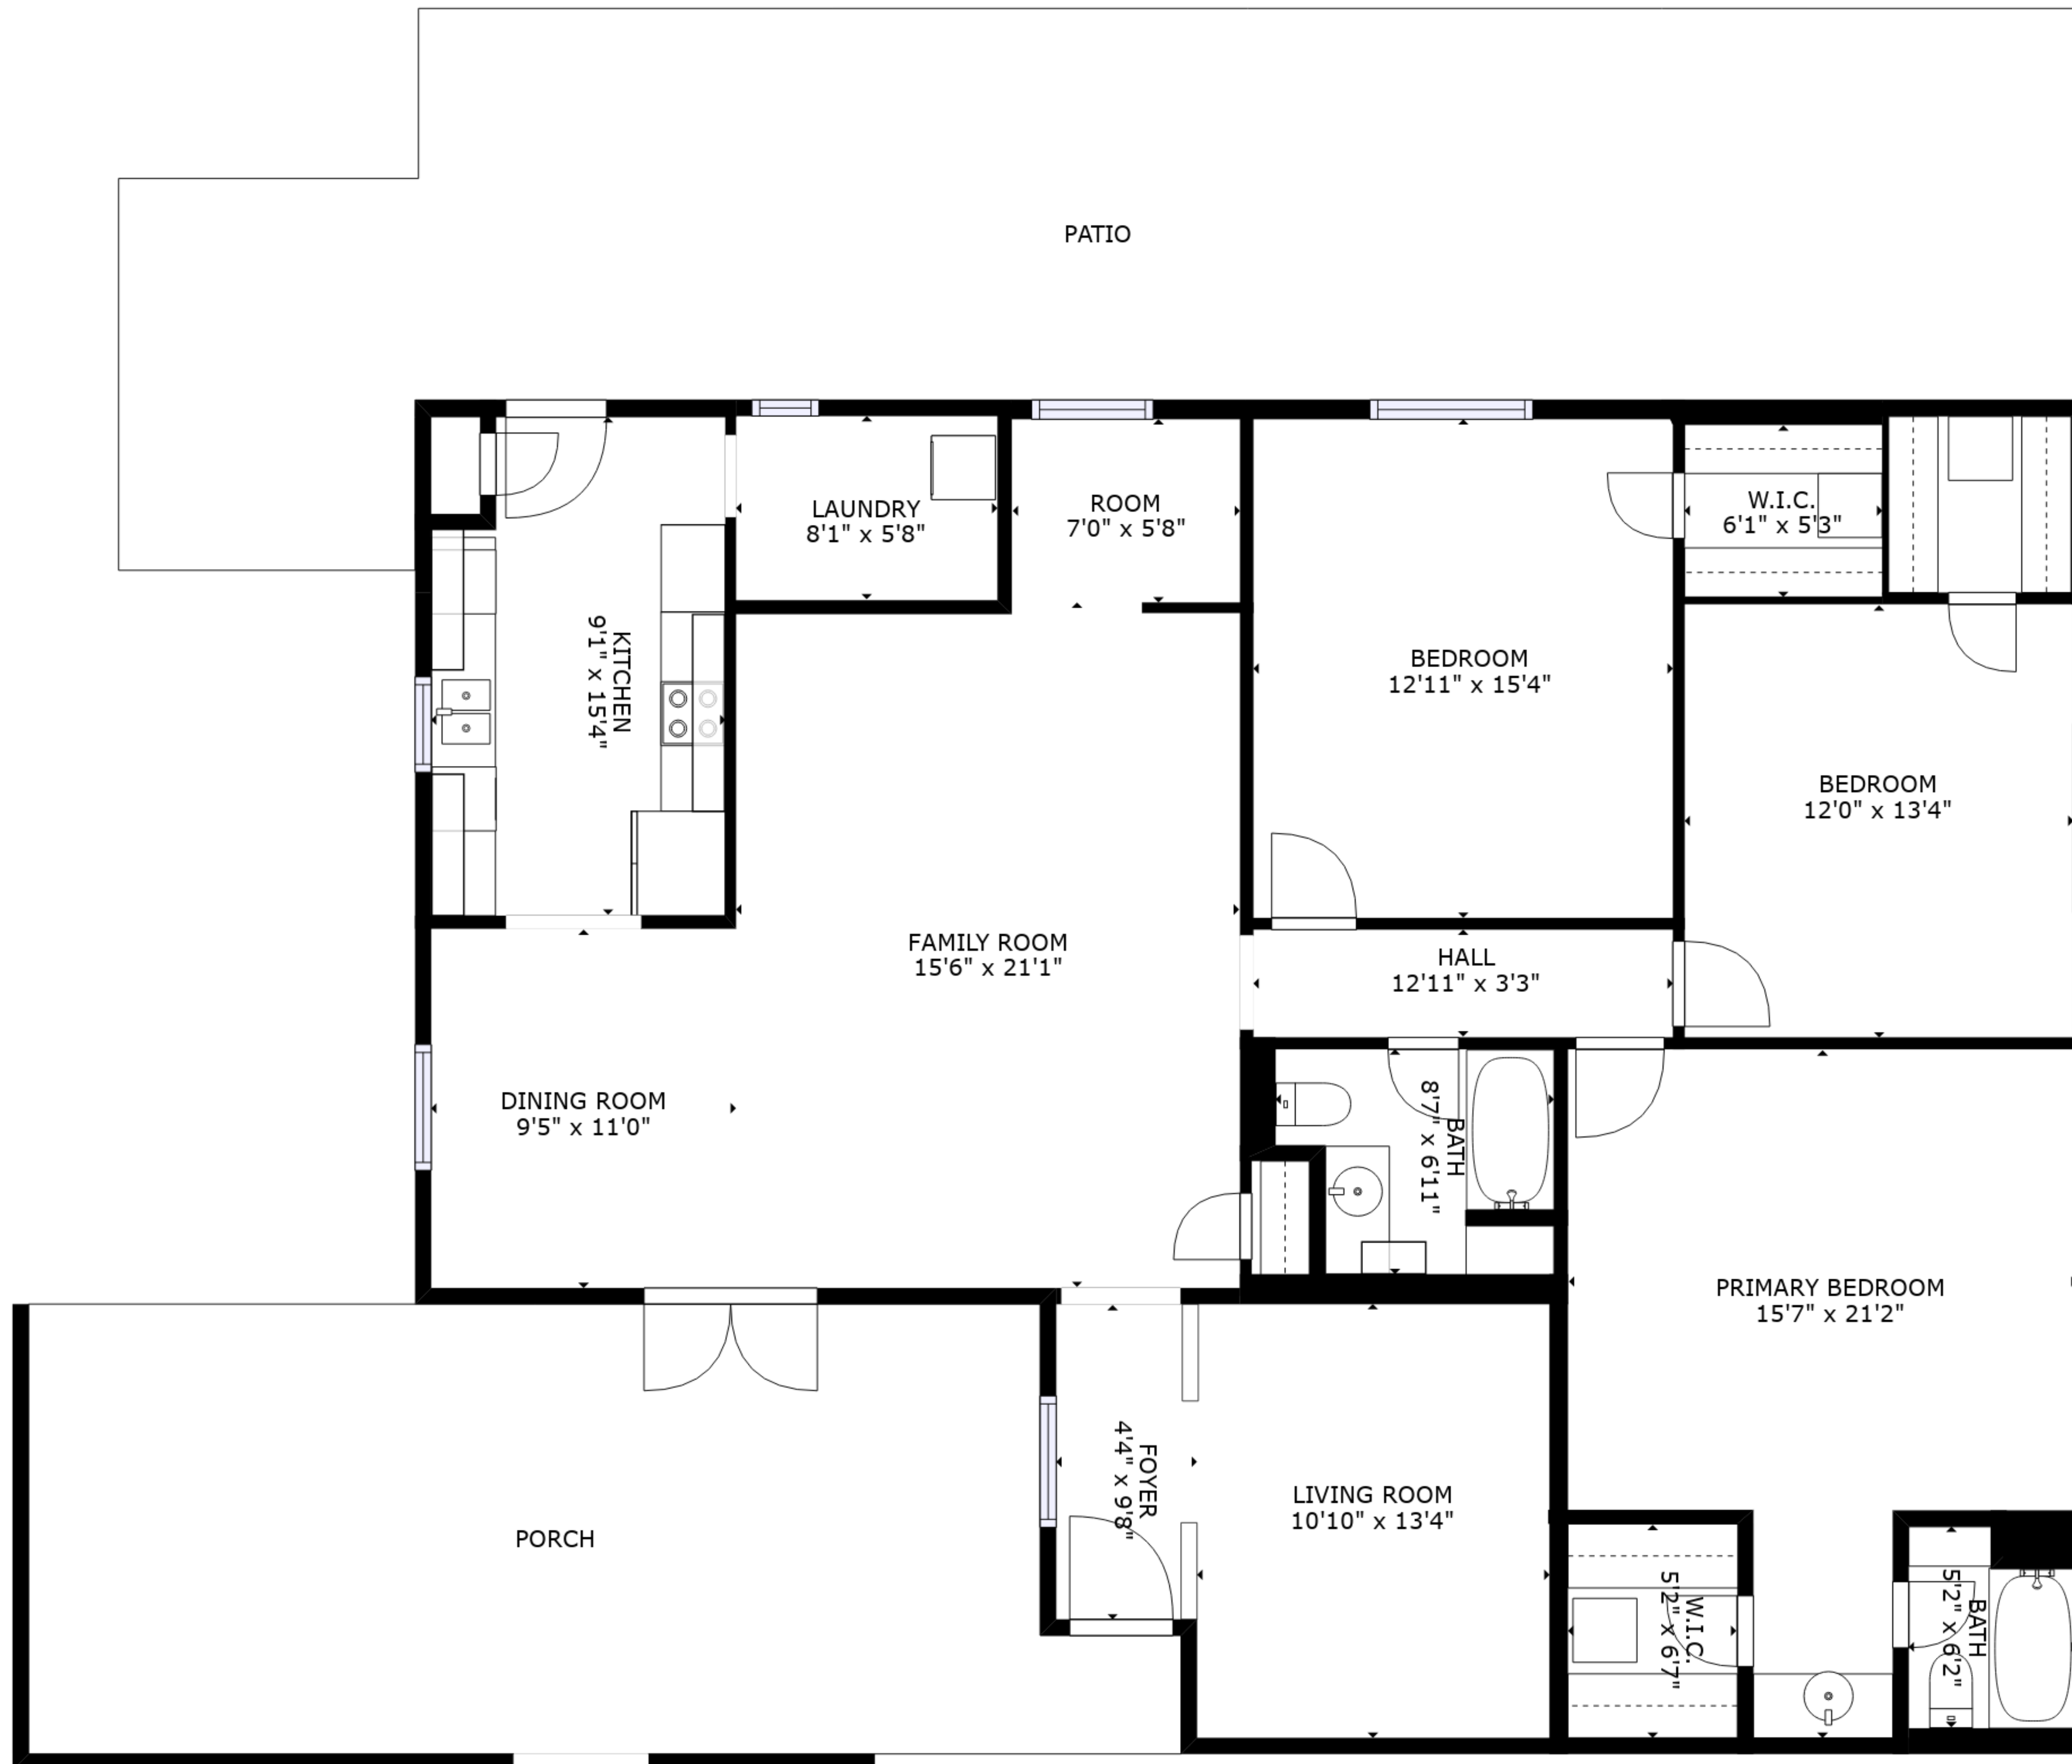 PATIO
LAUNDRY
8'1" x 5'8"
ROOM
7'0" x 5'8"
W.I.C.
6'1" x 5'3"
KITCHEN
9'1" x 15'4"
BEDROOM
12'11" x 15'4"
BEDROOM
12'0" x 13'4"
FAMILY ROOM
15'6" x 21'1"
HALL
12'11" x 3'3"
DINING ROOM
9'5" x 11'0"
BATH
8'7" x 6'11"
PRIMARY BEDROOM
15'7" x 21'2"
FOYER
4'4" x 9'8"
LIVING ROOM
10'10" x 13'4"
PORCH
W.I.C.
5'2" x 6'7"
BATH
5'2" x 6'2"